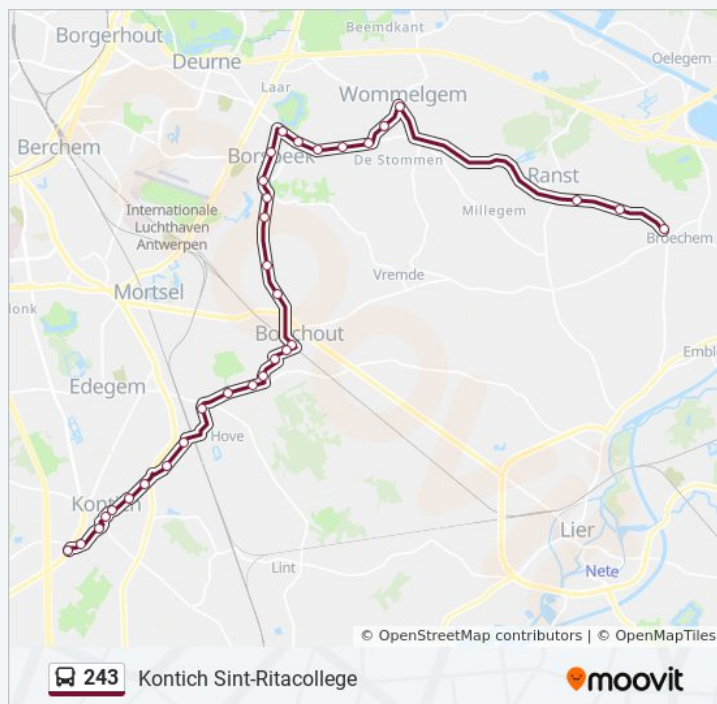 Borgerhout
Beemdkant
Oelegem
Deurne
Laar
Wommelgem
Berchem
Borsbeek
De Stommen
Ranst
Internationale
Luchthaven
Antwerpen
Millegem
Broechem
Vremde
Mortsel
Boechout
Emble
Edegem
Hove
Kontich
Lier
Lint
Nete
© OpenStreetMap contributors | © OpenMapTiles
243 Kontich Sint-Ritacollege
moovit